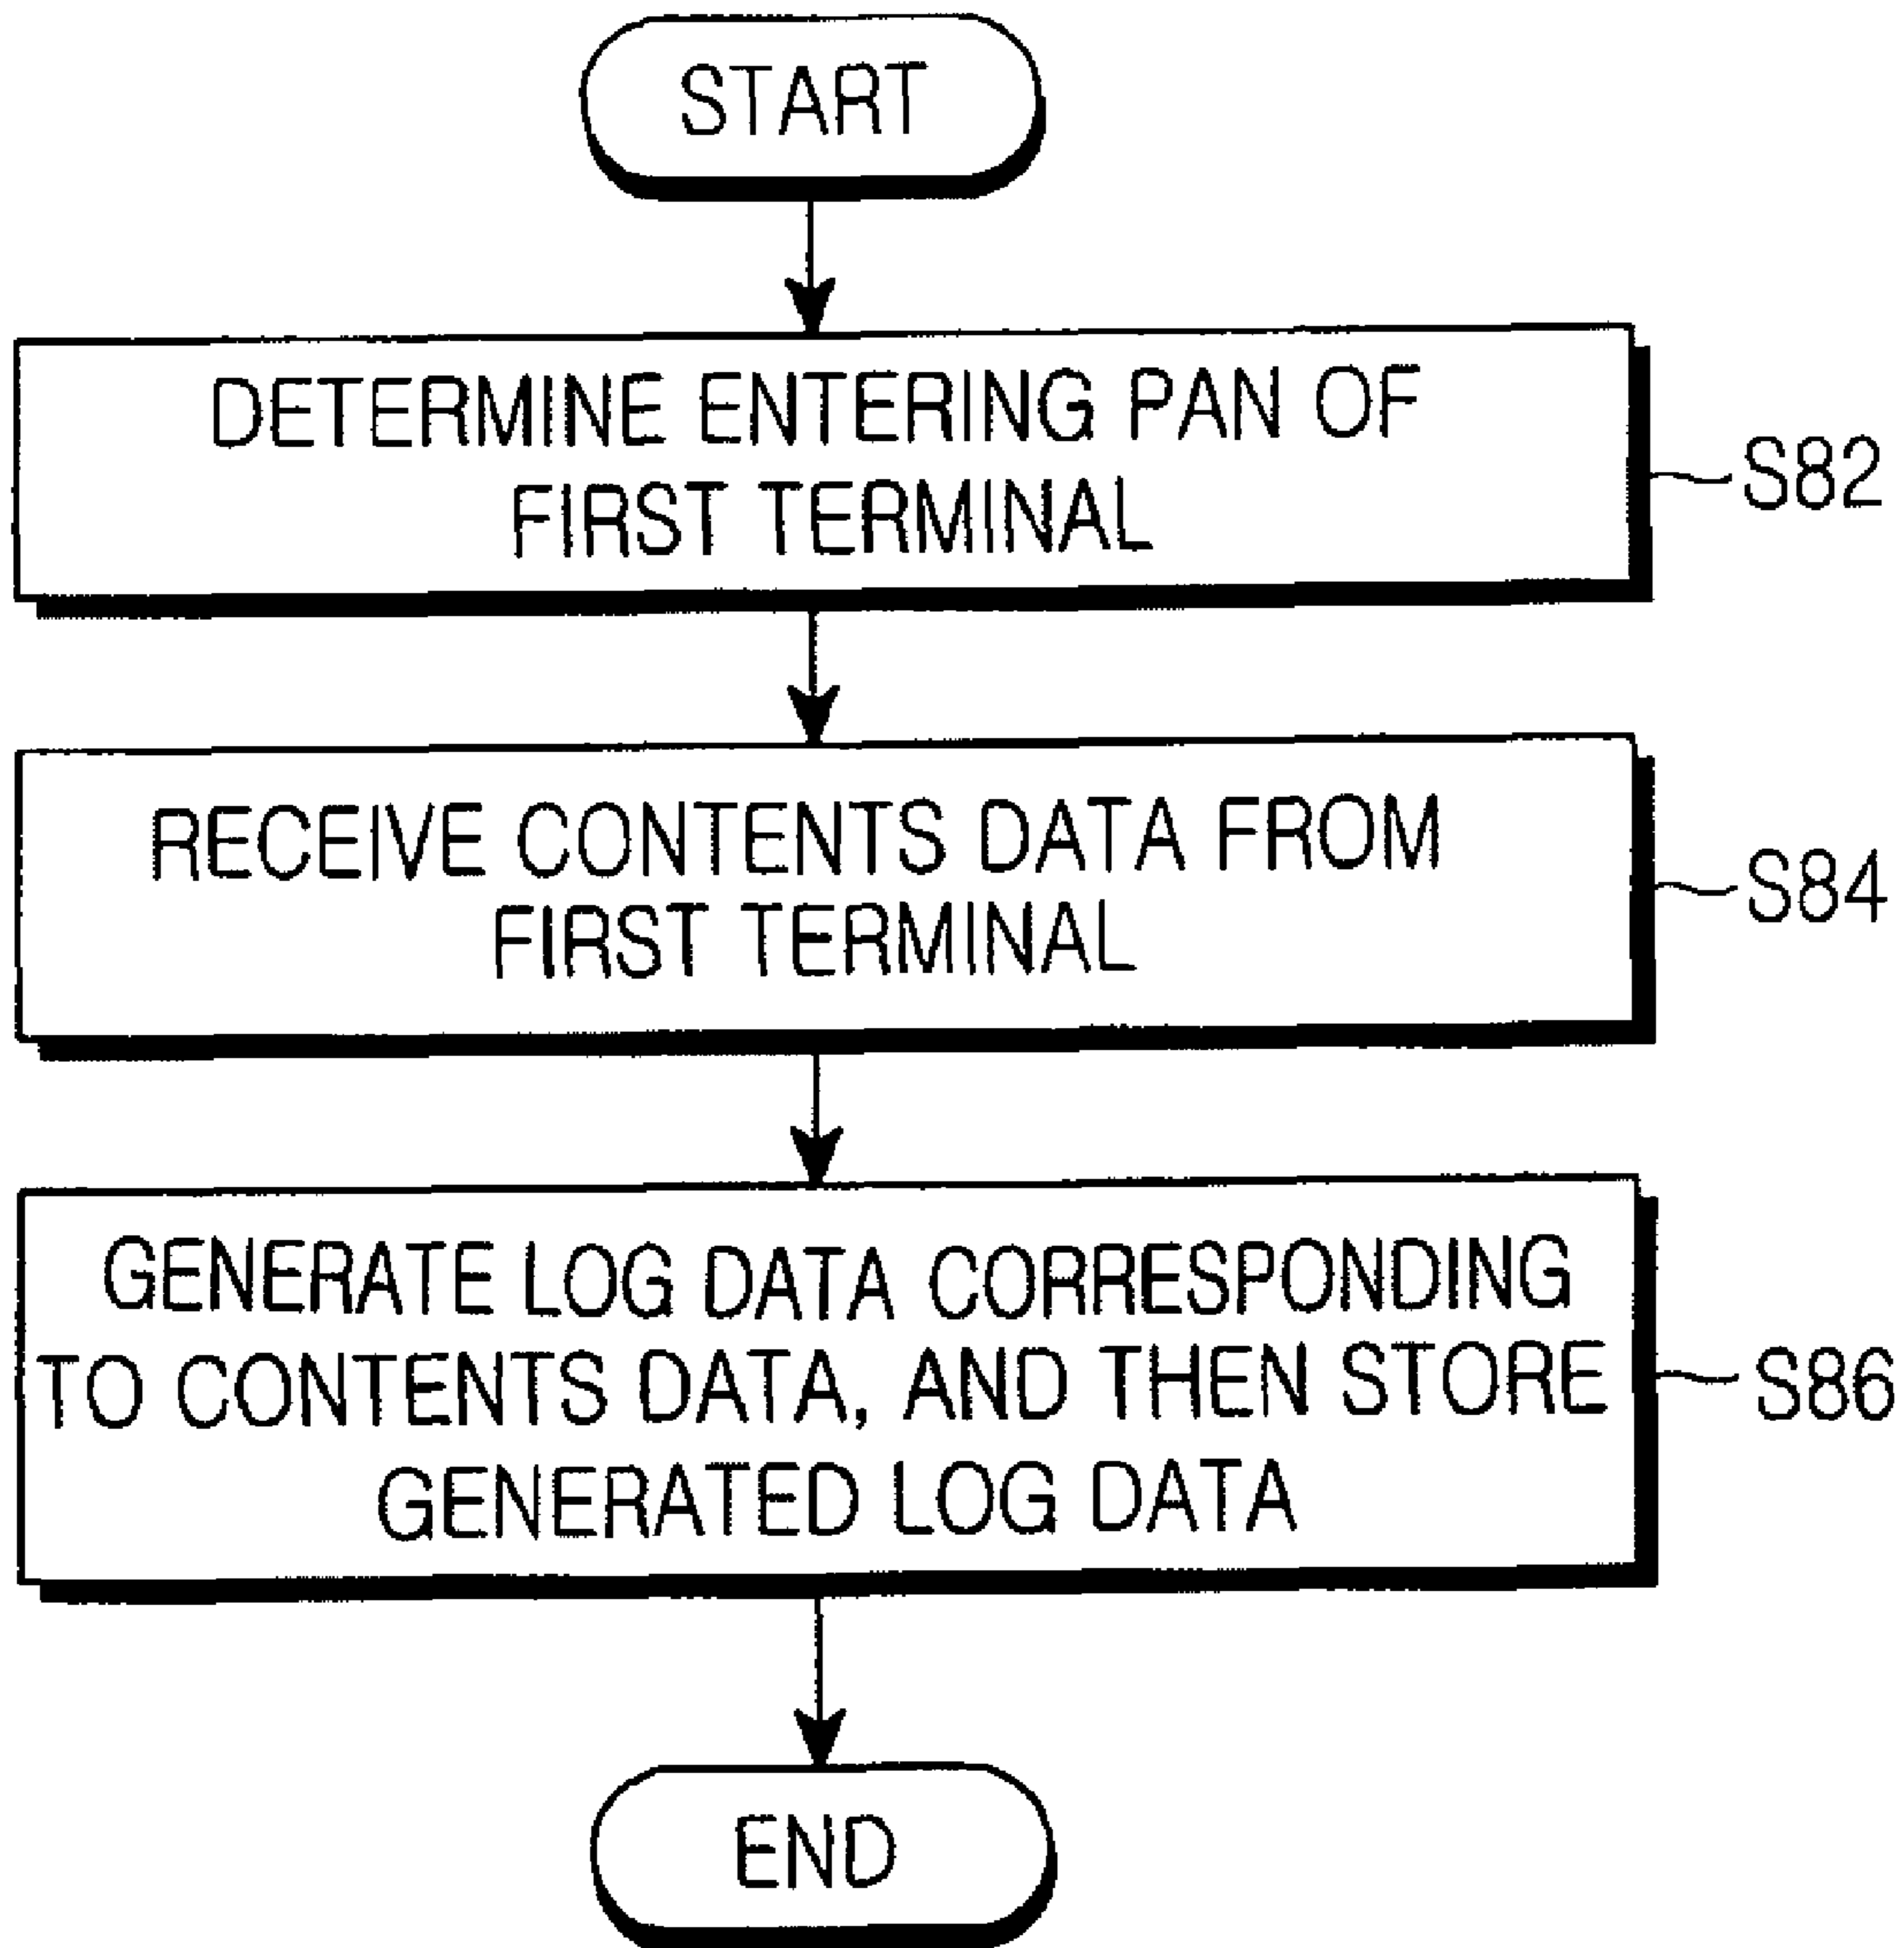 START
DETERMINE ENTERING PAN OF
FIRST TERMINAL
S82
RECEIVE CONTENTS DATA FROM
FIRST TERMINAL
S84
GENERATE LOG DATA CORRESPONDING
TO CONTENTS DATA, AND THEN STORE
GENERATED LOG DATA
S86
END